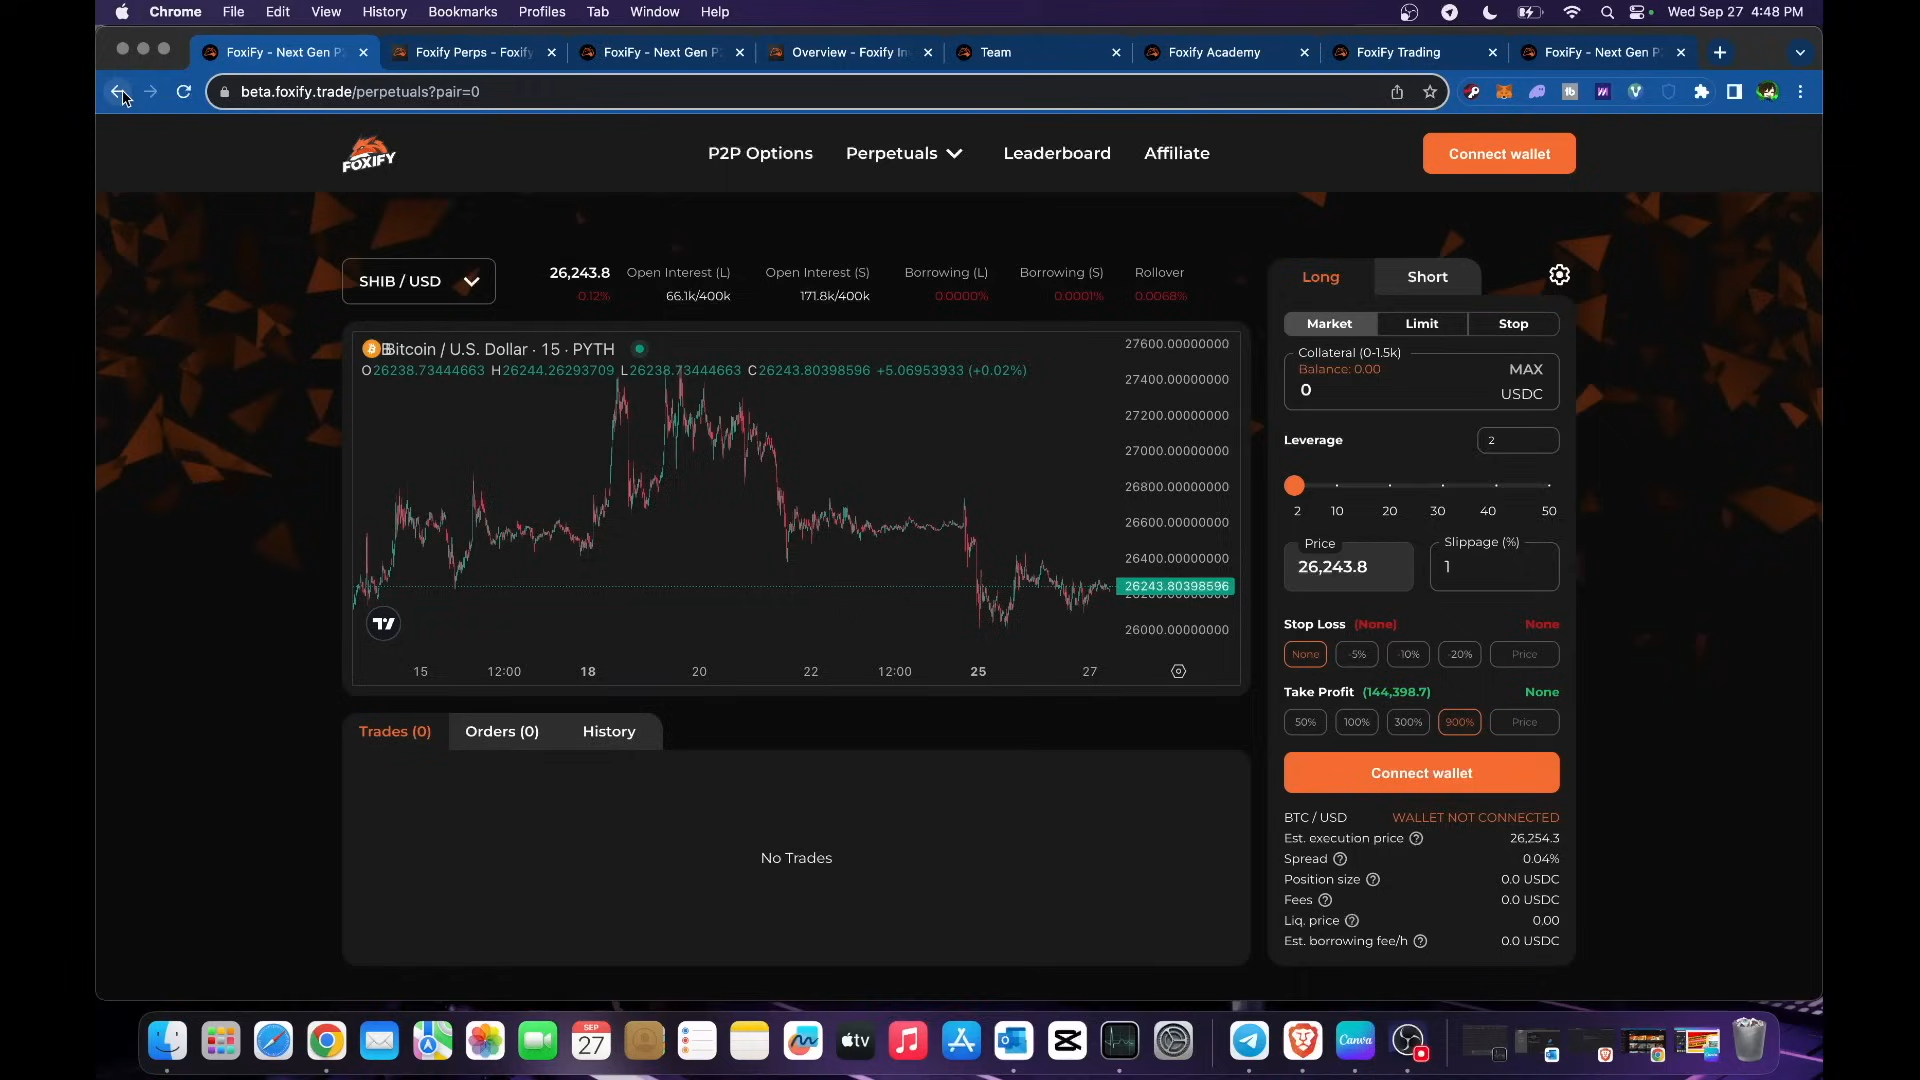 Chrome File Edit View History Bookmarks Profiles Tab Window Help Wed Sep 27 4:48 PM
FoxiFy - Next Gen P Foxify Perps - Foxify FoxiFy - Next Gen P Overview - Foxify In Team Foxify Academy FoxiFy Trading FoxiFy - Next Gen P
beta.foxify.trade/perpetuals?pair=0
FOXIFY P2P Options Perpetuals Leaderboard Affiliate Connect wallet
SHIB / USD
26,243.8 Open Interest (L) Open Interest (S) Borrowing (L) Borrowing (S) Rollover
-0.12% 66.1k/400k 171.8k/400k 0.0000% 0.0001% 0.0068%
Bitcoin / U.S. Dollar · 15 · PYTH
O26238.73444663 H26244.26293709 L26238.73444663 C26243.80398596 +5.06953933 (+0.02%)
27600.00000000
27400.00000000
27200.00000000
27000.00000000
26800.00000000
26600.00000000
26400.00000000
26243.80398596
26000.00000000
15 12:00 18 20 22 12:00 25 27
Trades (0) Orders (0) History
No Trades
Long Short
Market Limit Stop
Collateral (0-1.5k)
Balance: 0.00 MAX
0 USDC
Leverage 2
2 10 20 30 40 50
Price Slippage (%)
26,243.8 1
Stop Loss (None) None
None -5% -10% -20% Price
Take Profit (144,398.7) None
50% 100% 300% 900% Price
Connect wallet
BTC / USD WALLET NOT CONNECTED
Est. execution price 26,254.3
Spread 0.04%
Position size 0.0 USDC
Fees 0.0 USDC
Liq. price 0.00
Est. borrowing fee/h 0.0 USDC
SEP
27
tv
Canva